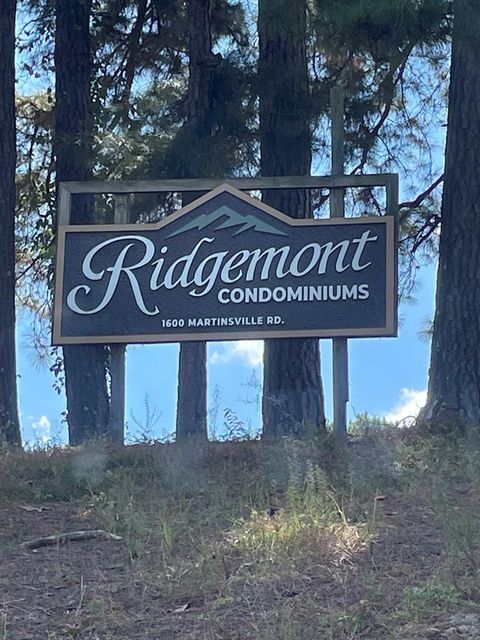 Ridgemont
CONDOMINIUMS
1600 MARTINSVILLE RD.